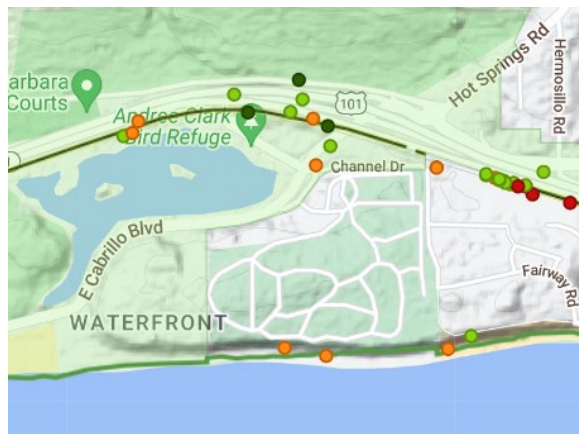 Hot Springs Rd
Hermosillo Rd
arbara
Courts
101
Andree Clark
Bird Refuge
Channel Dr
E Cabrillo Blvd
Fairway Rd
WATERFRONT